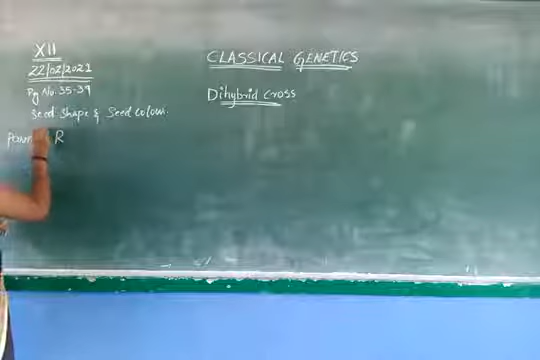 XII
22/02/2021
Pg No. 35-39
CLASSICAL GENETICS
Dihybrid Cross
Seed Shape & Seed colour.
R